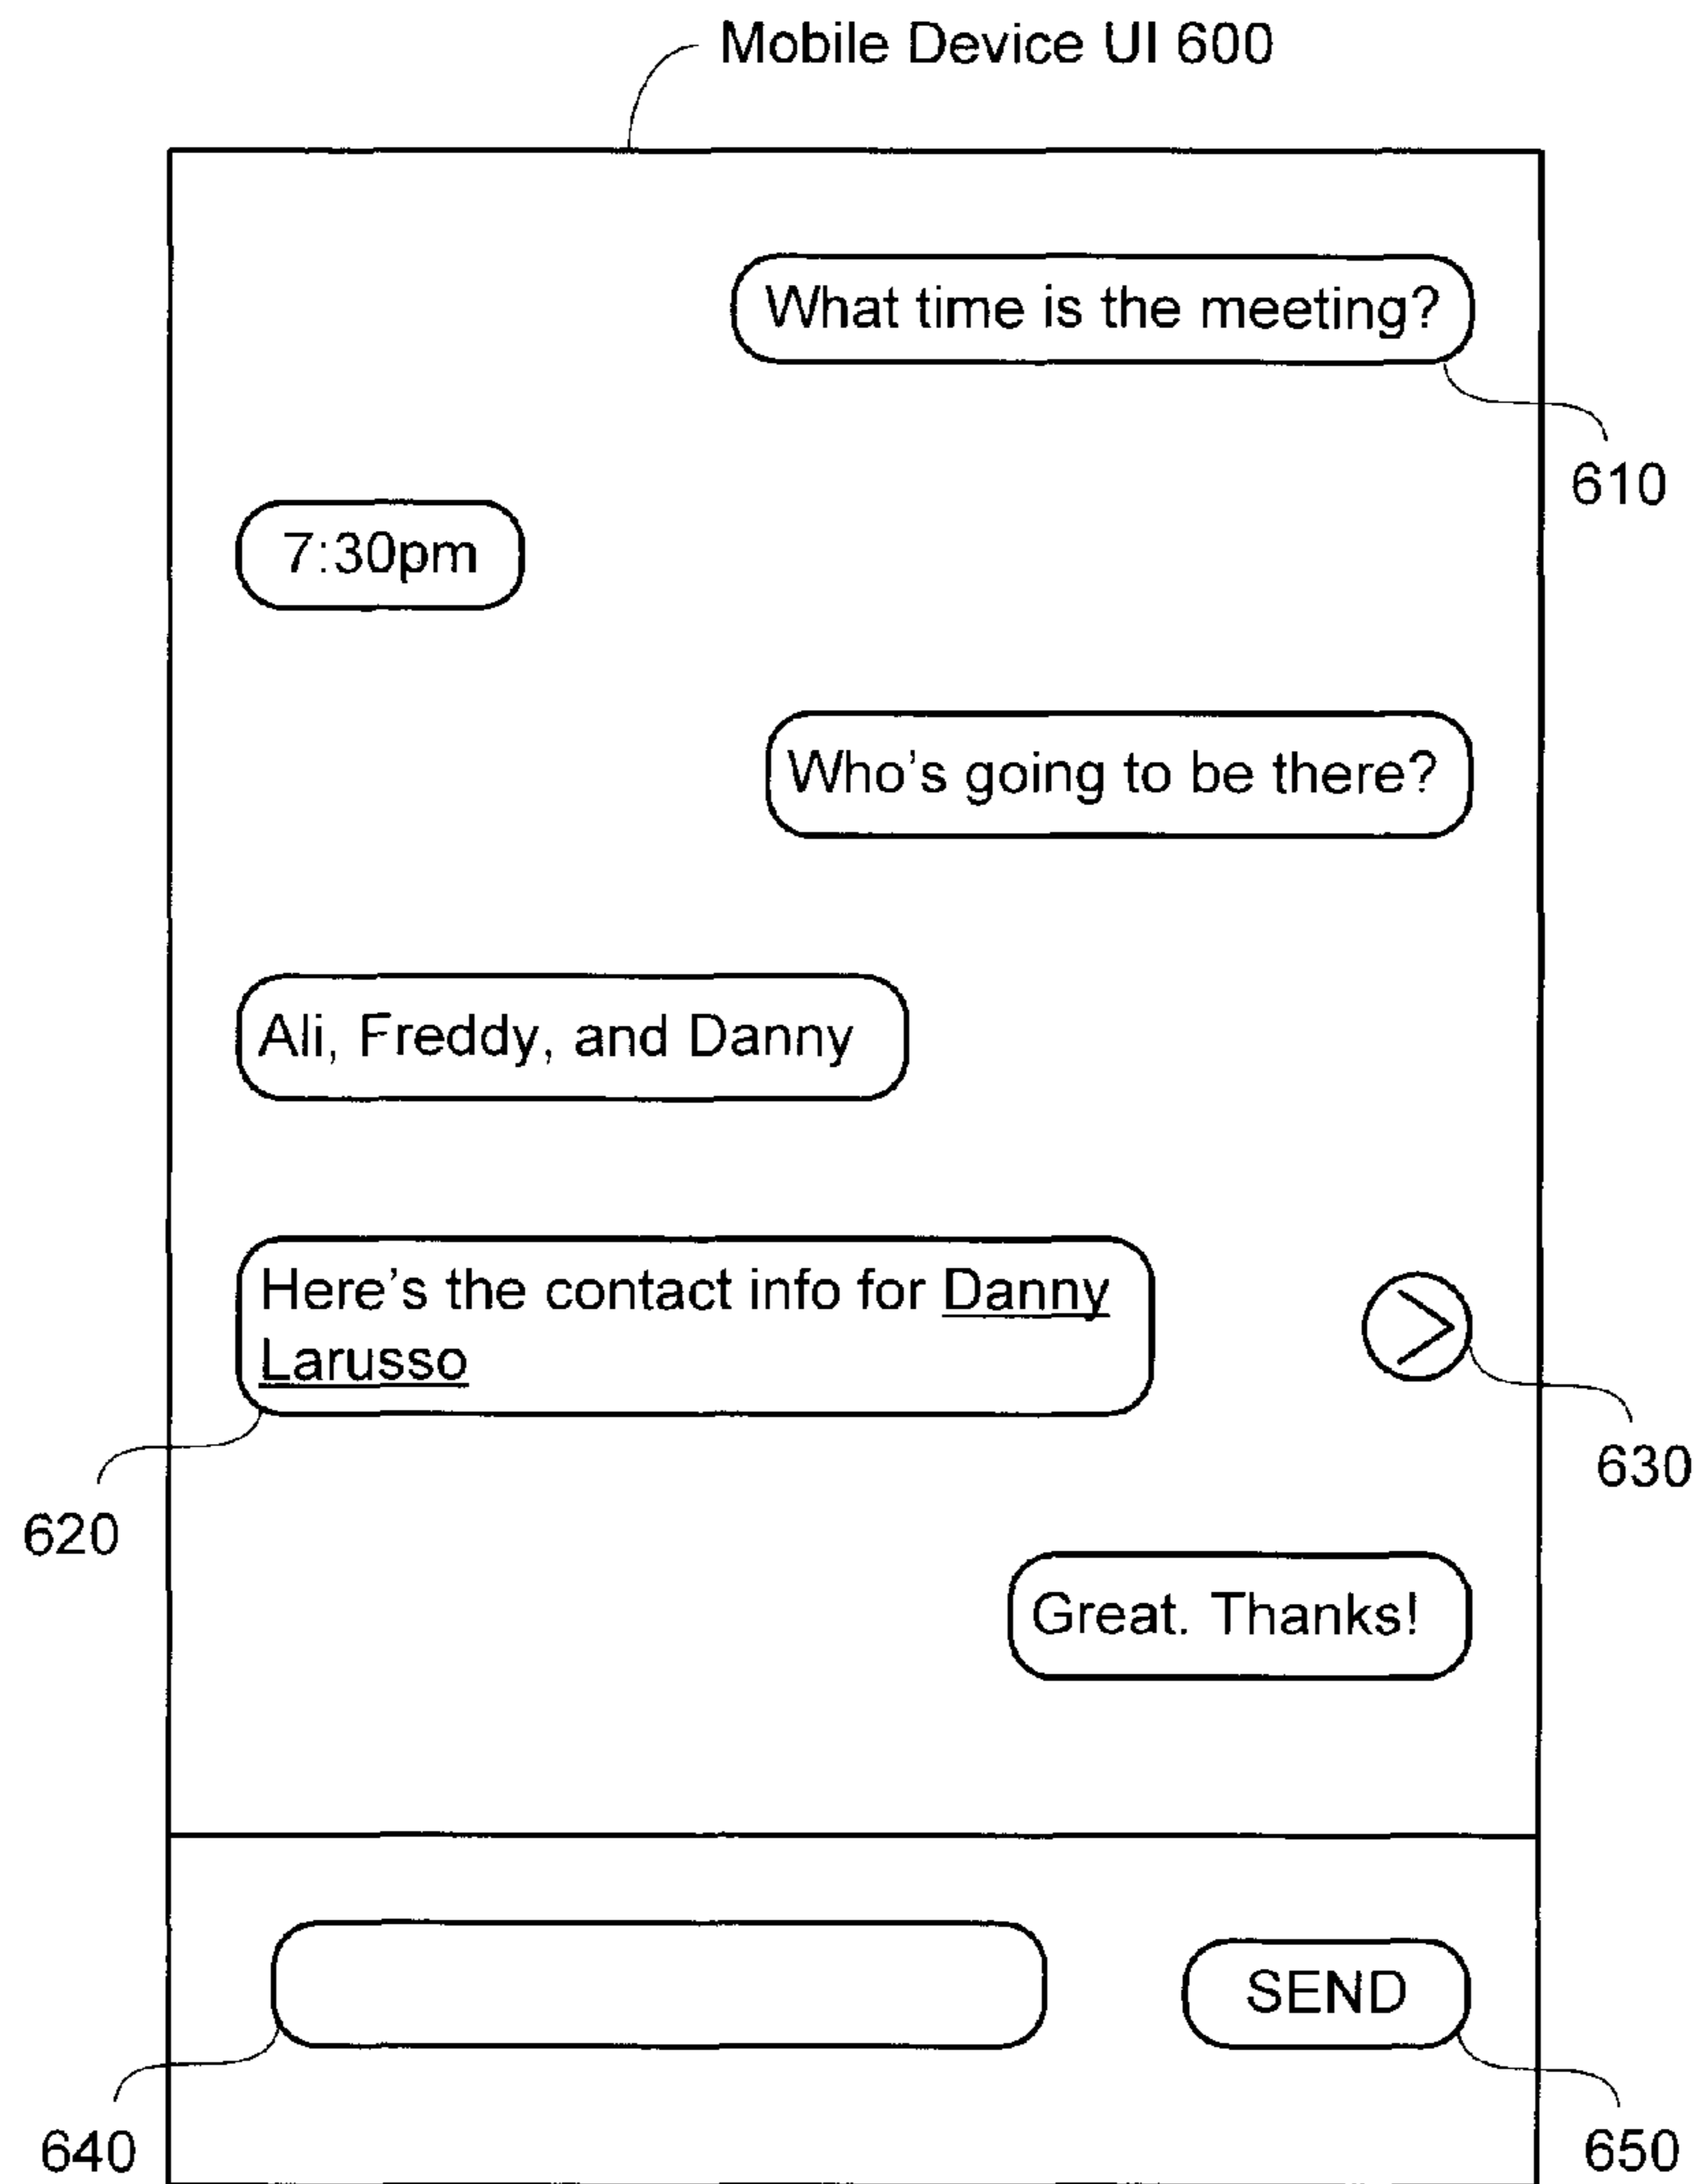 Mobile Device UI 600
What time is the meeting?
610
7:30pm
Who's going to be there?
Ali, Freddy, and Danny
Here's the contact info for Danny
Larusso
630
620
Great. Thanks!
SEND
640
650